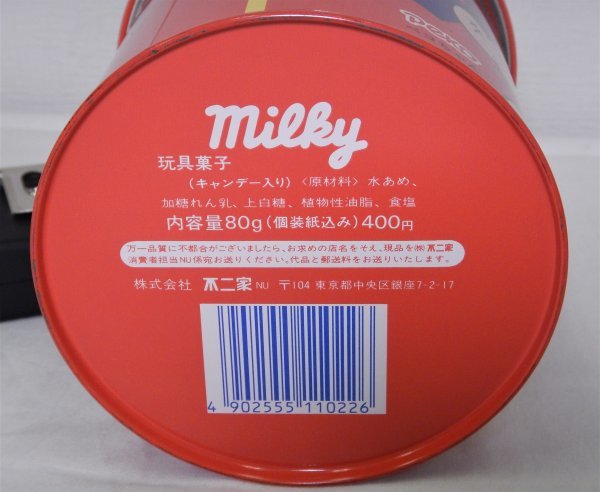 POKO
milky
玩具菓子
(キャンデー入り)〈原材料〉水あめ、
加糖れん乳、上白糖、植物性油脂、食塩
内容量80g(個装紙込み)400円
万一品質に不都合がございましたら、お求めの店名をそえ、現品を㈱不二家
消費者担当NU係宛お送りください。代品と郵送料をお送りいたします。
株式会社 不二家 NU 〒104 東京都中央区銀座7-2-17
4 902555 110226